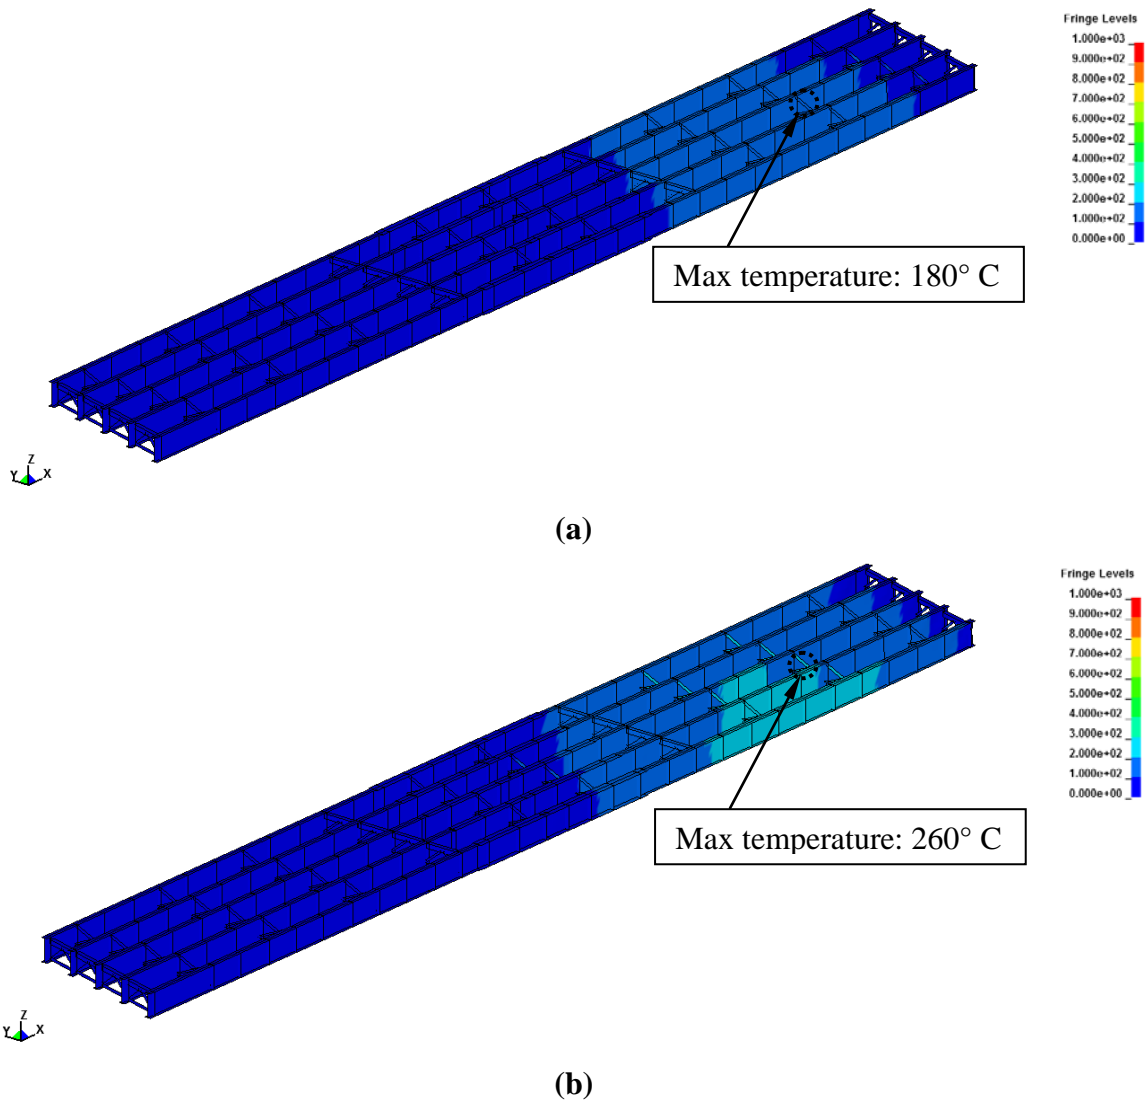 Fringe Levels
1.000e+03
9.000e+02
8.000e+02
7.000e+02
6.000e+02
5.000e+02
4.000e+02
3.000e+02
2.000e+02
1.000e+02
0.000e+00
Max temperature: 180° C
Z
Y X
(a)
Fringe Levels
1.000e+03
9.000e+02
8.000e+02
7.000e+02
6.000e+02
5.000e+02
4.000e+02
3.000e+02
2.000e+02
1.000e+02
0.000e+00
Max temperature: 260° C
Z
Y X
(b)